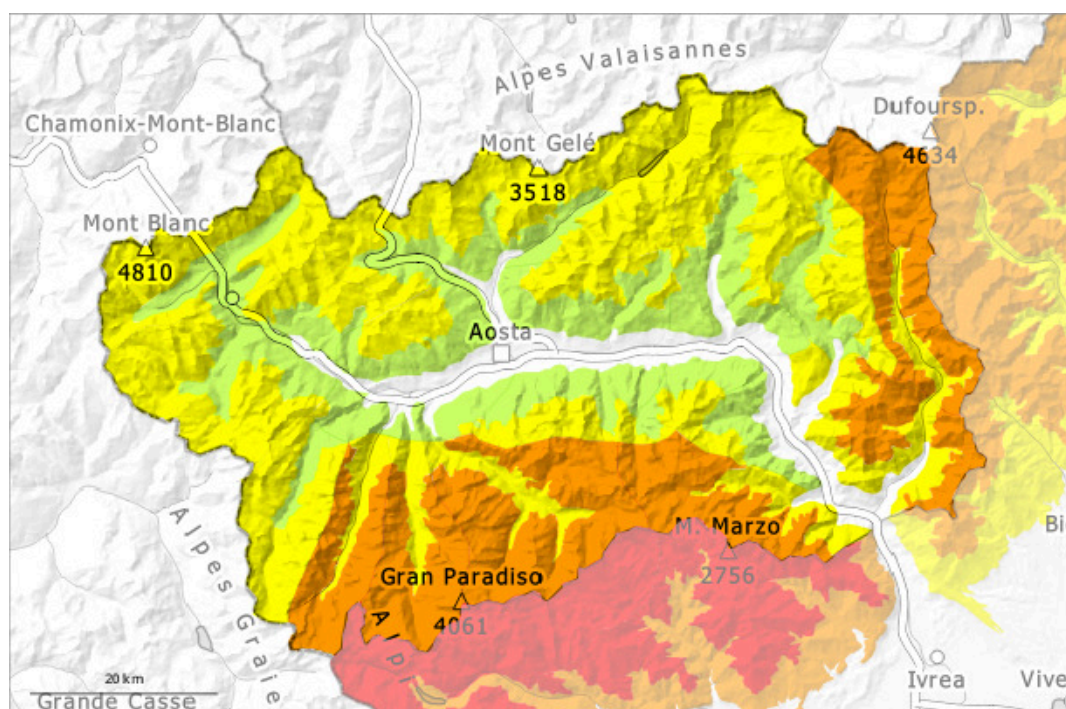 Alpes Valaisannes
Dufoursp.
4634
Chamonix-Mont-Blanc
Mont Gelé
3518
Mont Blanc
4810
Aosta
Alpes Graie
M. Marzo
2756
Gran Paradiso
4061
Alpi
Bi
20 km
Grande Casse
Ivrea
Vive